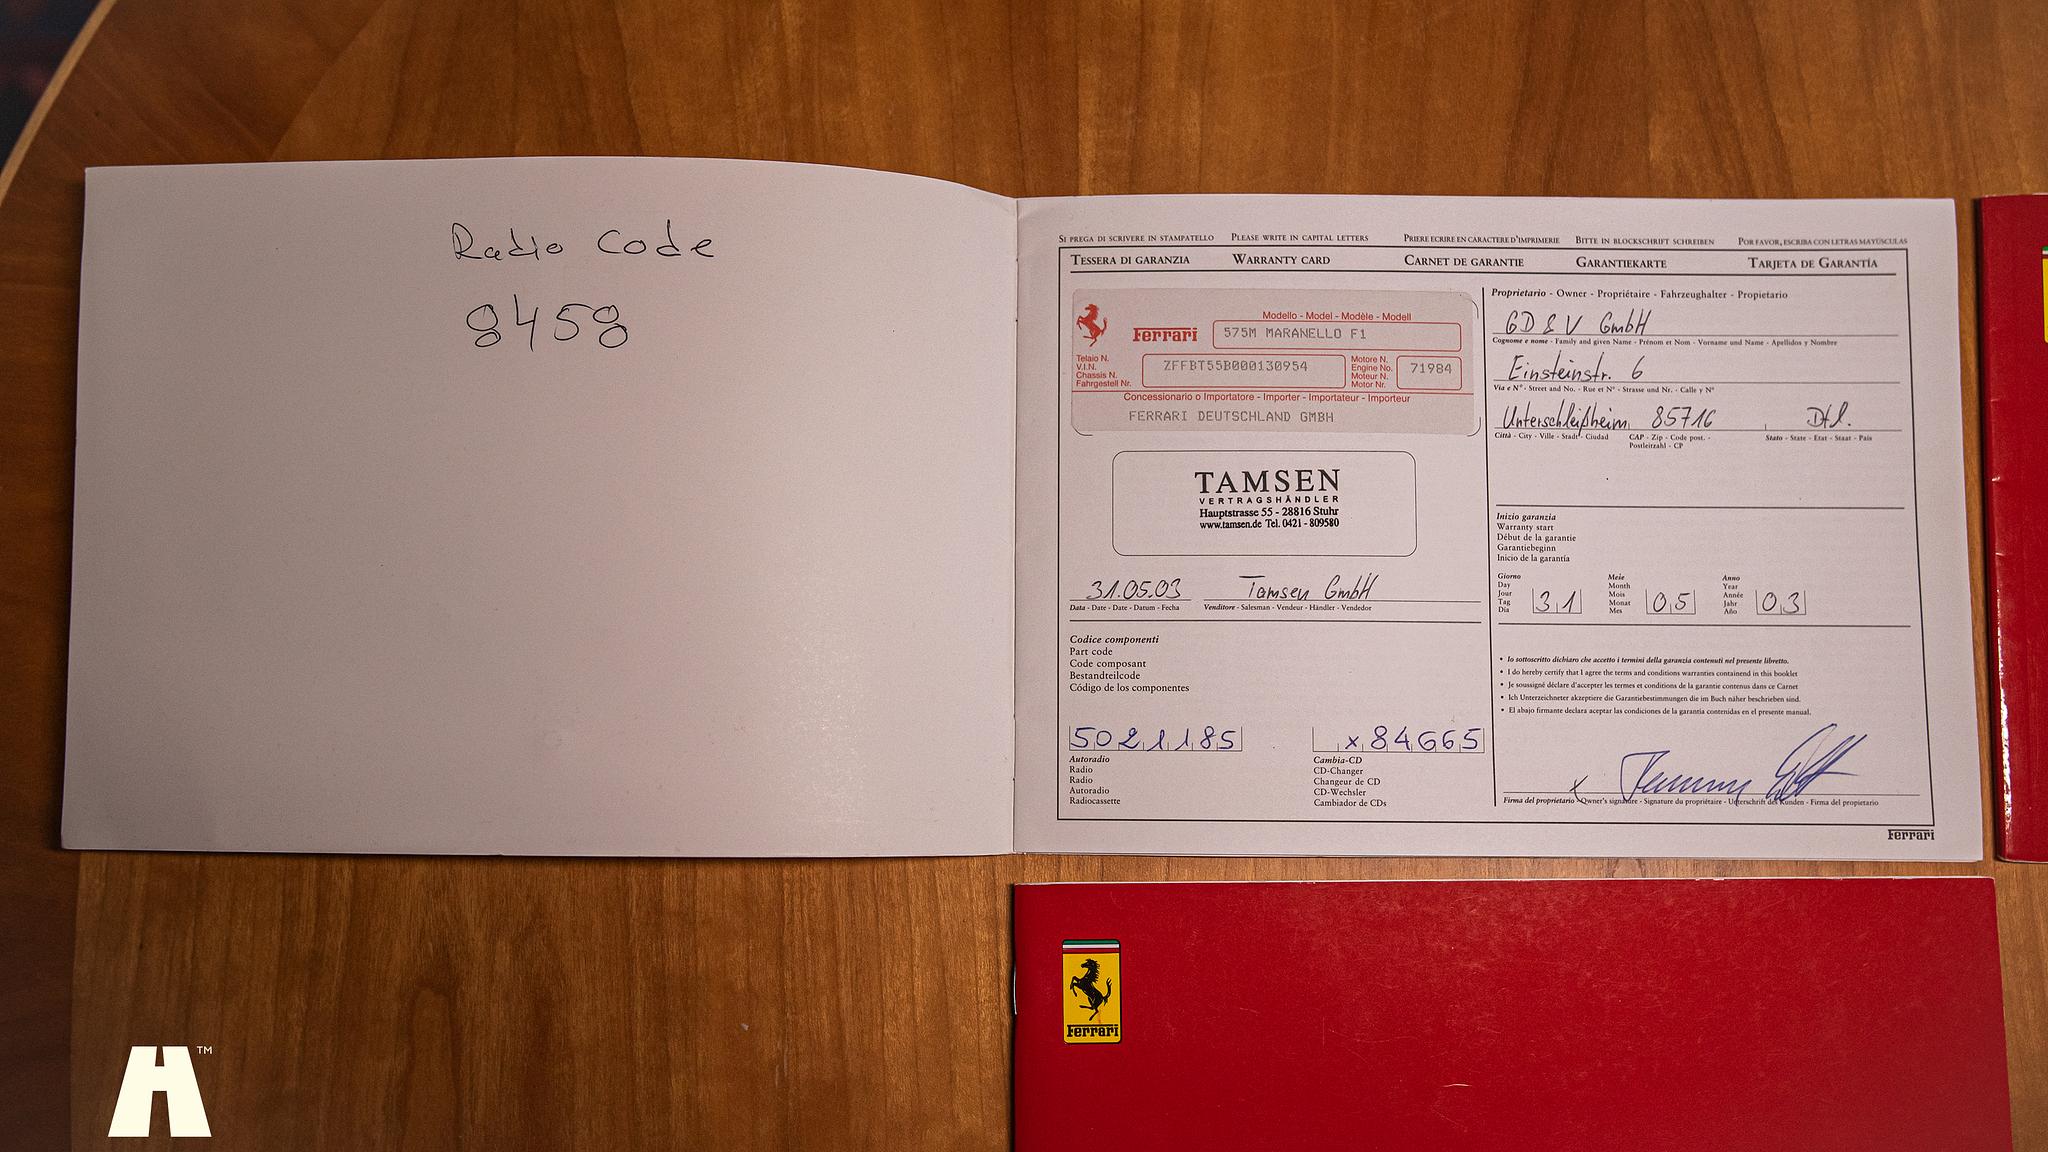 Radio Code
8458
SI PREGA DI SCRIVERE IN STAMPATELLO PLEASE WRITE IN CAPITAL LETTERS PRIERE ECRIRE EN CARACTERE D'IMPRIMERIE BITTE IN BLOCKSCHRIFT SCHREIBEN POR FAVOR, ESCRIBA CON LETRAS MAYÚSCULAS
TESSERA DI GARANZIA WARRANTY CARD CARNET DE GARANTIE GARANTIEKARTE TARJETA DE GARANTÍA
Modello - Model - Modèle - Modell
Ferrari 575M MARANELLO F1
Telaio N.
V.I.N.
Chassis N.
Fahrgestell Nr.
ZFFBT55B000130954
Motore N.
Engine No.
Moteur N.
Motor Nr.
71984
Concessionario o Importatore - Importer - Importateur - Importeur
FERRARI DEUTSCHLAND GMBH
TAMSEN
VERTRAGSHÄNDLER
Hauptstrasse 55 - 28816 Stuhr
www.tamsen.de Tel. 0421 - 809580
31.05.03 Tamsen GmbH
Data - Date - Date - Datum - Fecha Venditore - Salesman - Vendeur - Händler - Vendedor
Codice componenti
Part code
Code composant
Bestandteilcode
Código de los componentes
5021185 x84665
Autoradio
Radio
Radio
Autoradio
Radiocassette
Cambia-CD
CD-Changer
Changeur de CD
CD-Wechsler
Cambiador de CDs
Proprietario - Owner - Propriétaire - Fahrzeughalter - Propietario
GD & V GmbH
Cognome e nome - Family and given Name - Prénom et Nom - Vorname und Name - Apellidos y Nombre
Einsteinstr. 6
Via e N° - Street and No. - Rue et N° - Strasse und Nr. - Calle y N°
Unterschleißheim 85716 Dtl.
Città - City - Ville - Stadt - Ciudad CAP - Zip - Code post. - Postleitzahl - CP Stato - State - Etat - Staat - Pais
Inizio garanzia
Warranty start
Début de la garantie
Garantiebeginn
Inicio de la garantía
Giorno
Day
Jour
Tag
Dia
31
Mese
Month
Mois
Monat
Mes
05
Anno
Year
Année
Jahr
Año
03
• Io sottoscritto dichiaro che accetto i termini della garanzia contenuti nel presente libretto.
• I do hereby certify that I agree the terms and conditions warranties containend in this booklet
• Je soussigné déclare d'accepter les termes et conditions de la garantie contenus dans ce Carnet
• Ich Unterzeichneter akzeptiere die Garantiebestimmungen die im Buch näher beschrieben sind.
• El abajo firmante declara aceptar las condiciones de la garantía contenidas en el presente manual.
x
Firma del proprietario - Owner's signature - Signature du propriétaire - Unterschrift des Kunden - Firma del propietario
Ferrari
Ferrari
H™